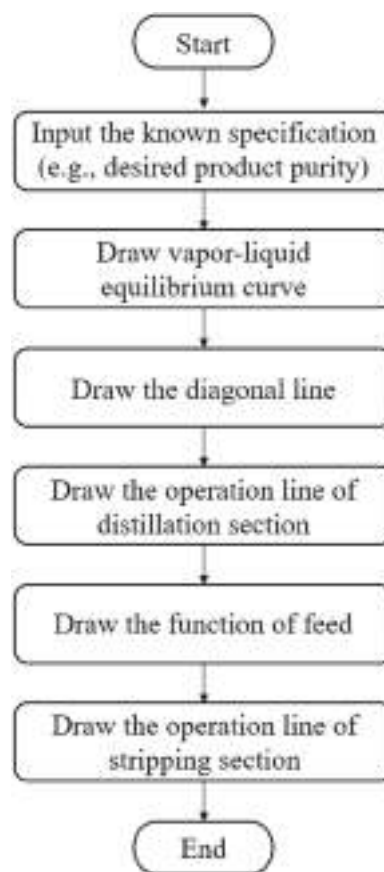 Start
Input the known specification
(e.g., desired product purity)
Draw vapor-liquid
equilibrium curve
Draw the diagonal line
Draw the operation line of
distillation section
Draw the function of feed
Draw the operation line of
stripping section
End